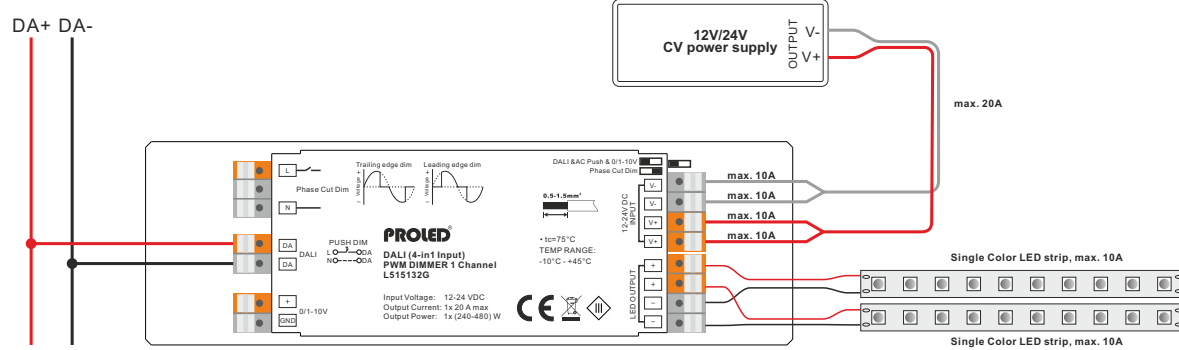 DA+ DA-
12V/24V
CV power supply
OUTPUT
V-
V+
max. 20A
L
Phase Cut Dim
N
Trailing edge dim
Leading edge dim
+
Voltage
−
+
Voltage
−
DALI &AC Push & 0/1-10V
Phase Cut Dim
0.5-1.5mm²
V-
V-
V+
V+
12-24V DC
INPUT
max. 10A
max. 10A
max. 10A
max. 10A
DA
DA
DALI
PUSH DIM
L DA
N DA
PROLED®
DALI (4-in1 Input)
PWM DIMMER 1 Channel
L515132G
• tc=75°C
TEMP RANGE:
-10°C - +45°C
Input Voltage: 12-24 VDC
Output Current: 1x 20 A max
Output Power: 1x (240-480) W
CE
III
+
GND
0/1-10V
LED OUTPUT
+
+
−
−
Single Color LED strip, max. 10A
Single Color LED strip, max. 10A